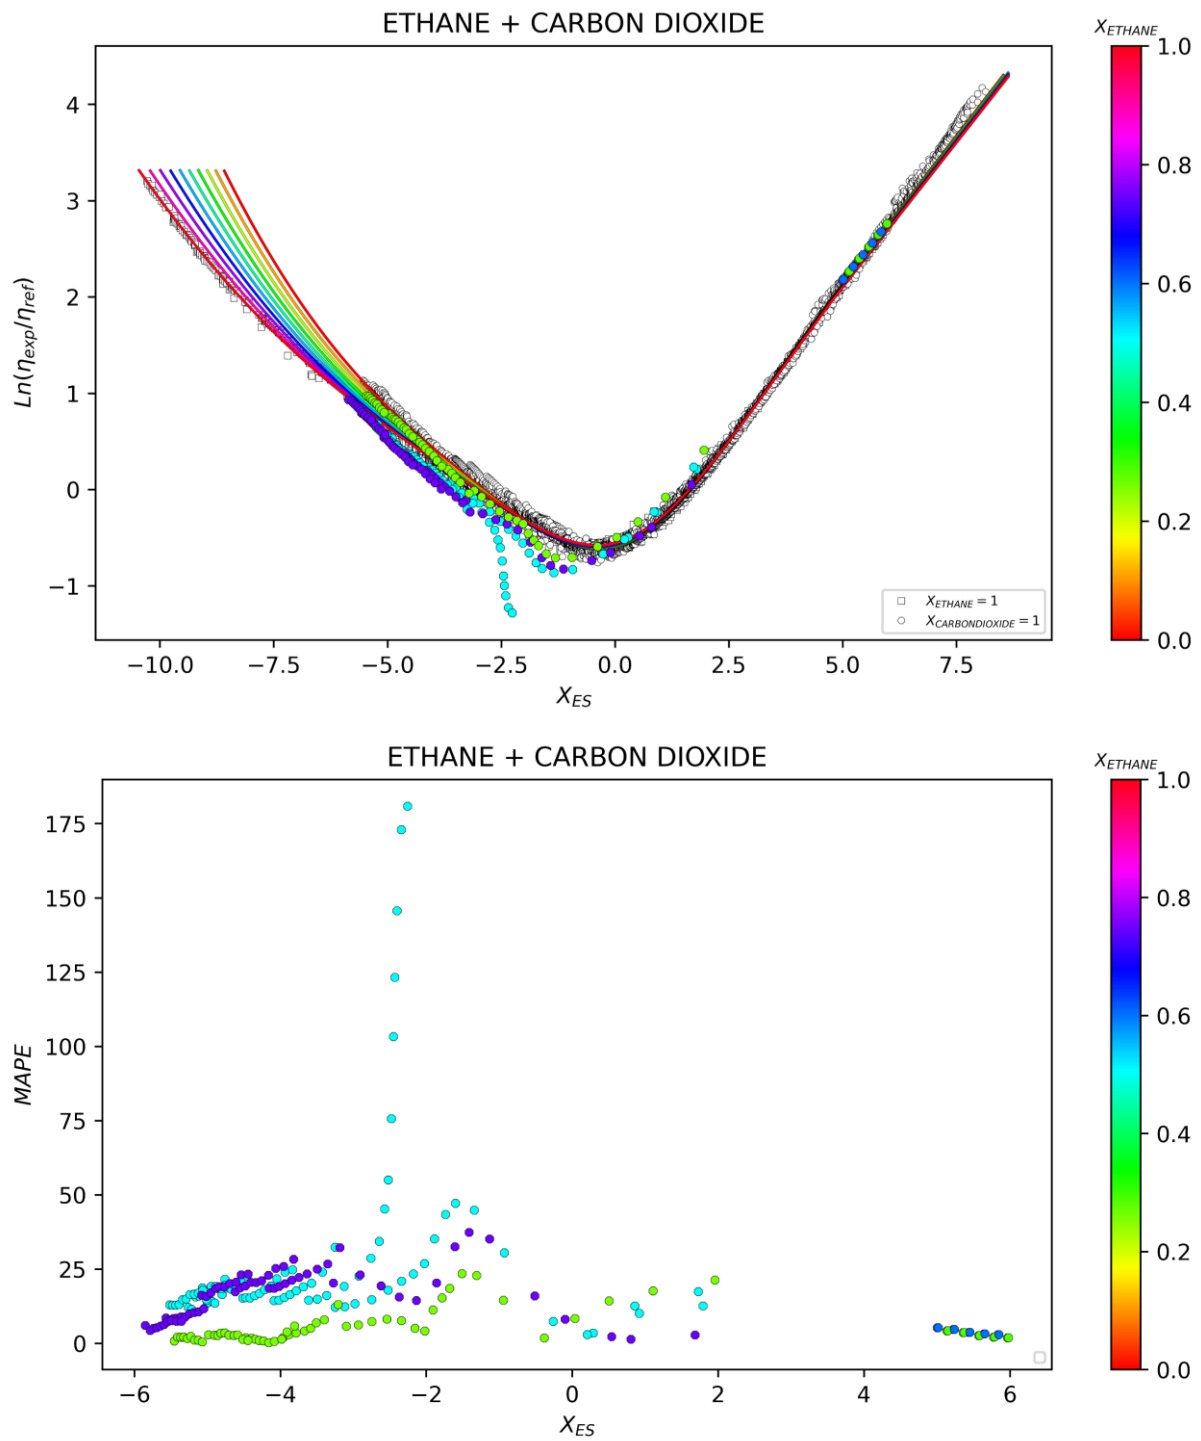 ETHANE + CARBON DIOXIDE
X_ETHANE
Ln(η_exp/η_ref)
4
3
2
1
0
−1
−10.0 −7.5 −5.0 −2.5 0.0 2.5 5.0 7.5
X_ES
X_ETHANE = 1
X_CARBONDIOXIDE = 1
1.0
0.8
0.6
0.4
0.2
0.0
ETHANE + CARBON DIOXIDE
X_ETHANE
MAPE
175
150
125
100
75
50
25
0
−6 −4 −2 0 2 4 6
X_ES
1.0
0.8
0.6
0.4
0.2
0.0